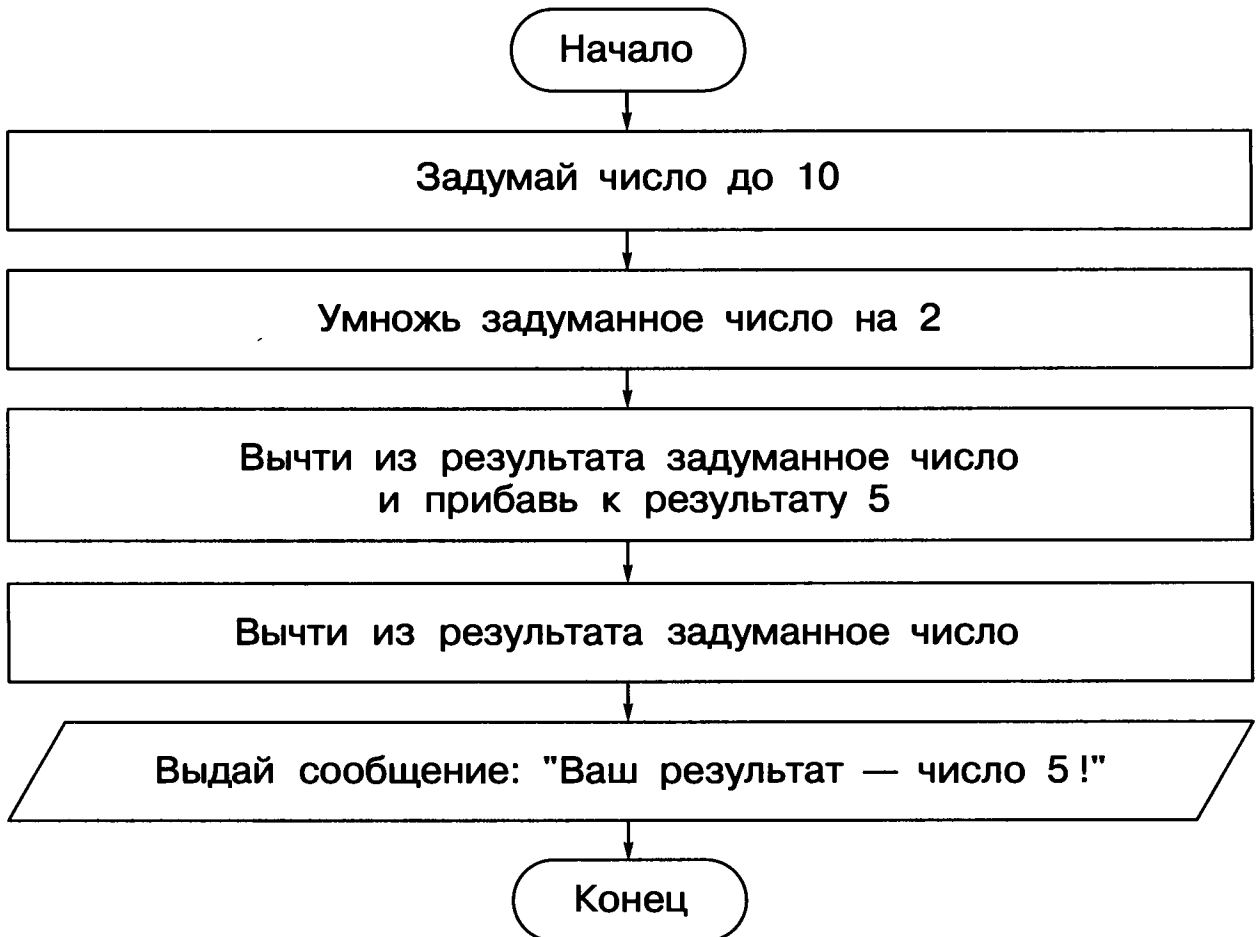 Начало
Задумай число до 10
Умножь задуманное число на 2
Вычти из результата задуманное число
и прибавь к результату 5
Вычти из результата задуманное число
Выдай сообщение: "Ваш результат — число 5 !"
Конец